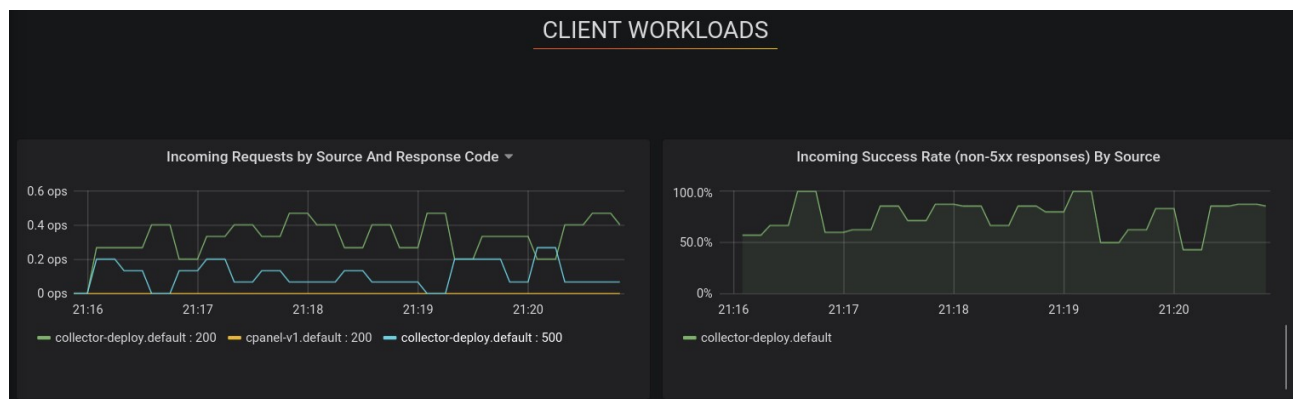 CLIENT WORKLOADS
Incoming Requests by Source And Response Code
0.6 ops
0.4 ops
0.2 ops
0 ops
21:16 21:17 21:18 21:19 21:20
collector-deploy.default : 200 cpanel-v1.default : 200 collector-deploy.default : 500
Incoming Success Rate (non-5xx responses) By Source
100.0%
50.0%
0%
21:16 21:17 21:18 21:19 21:20
collector-deploy.default